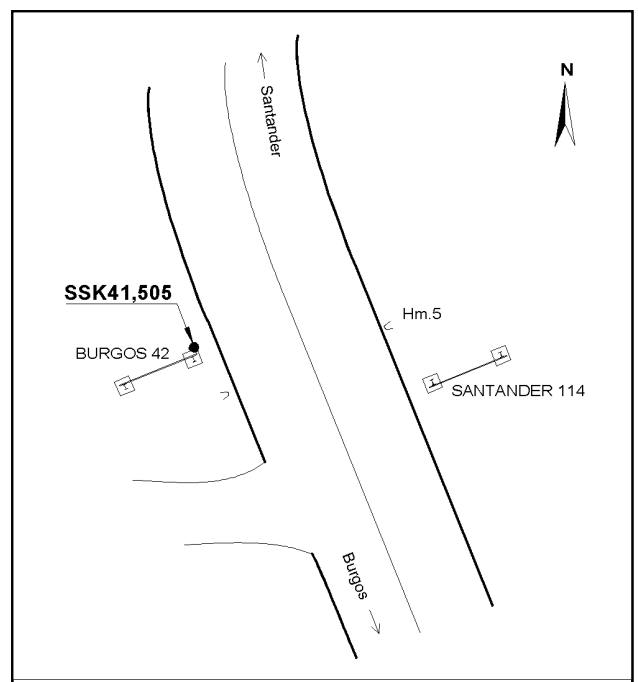 Santander
N
SSK41,505
Hm.5
BURGOS 42
SANTANDER 114
Burgos